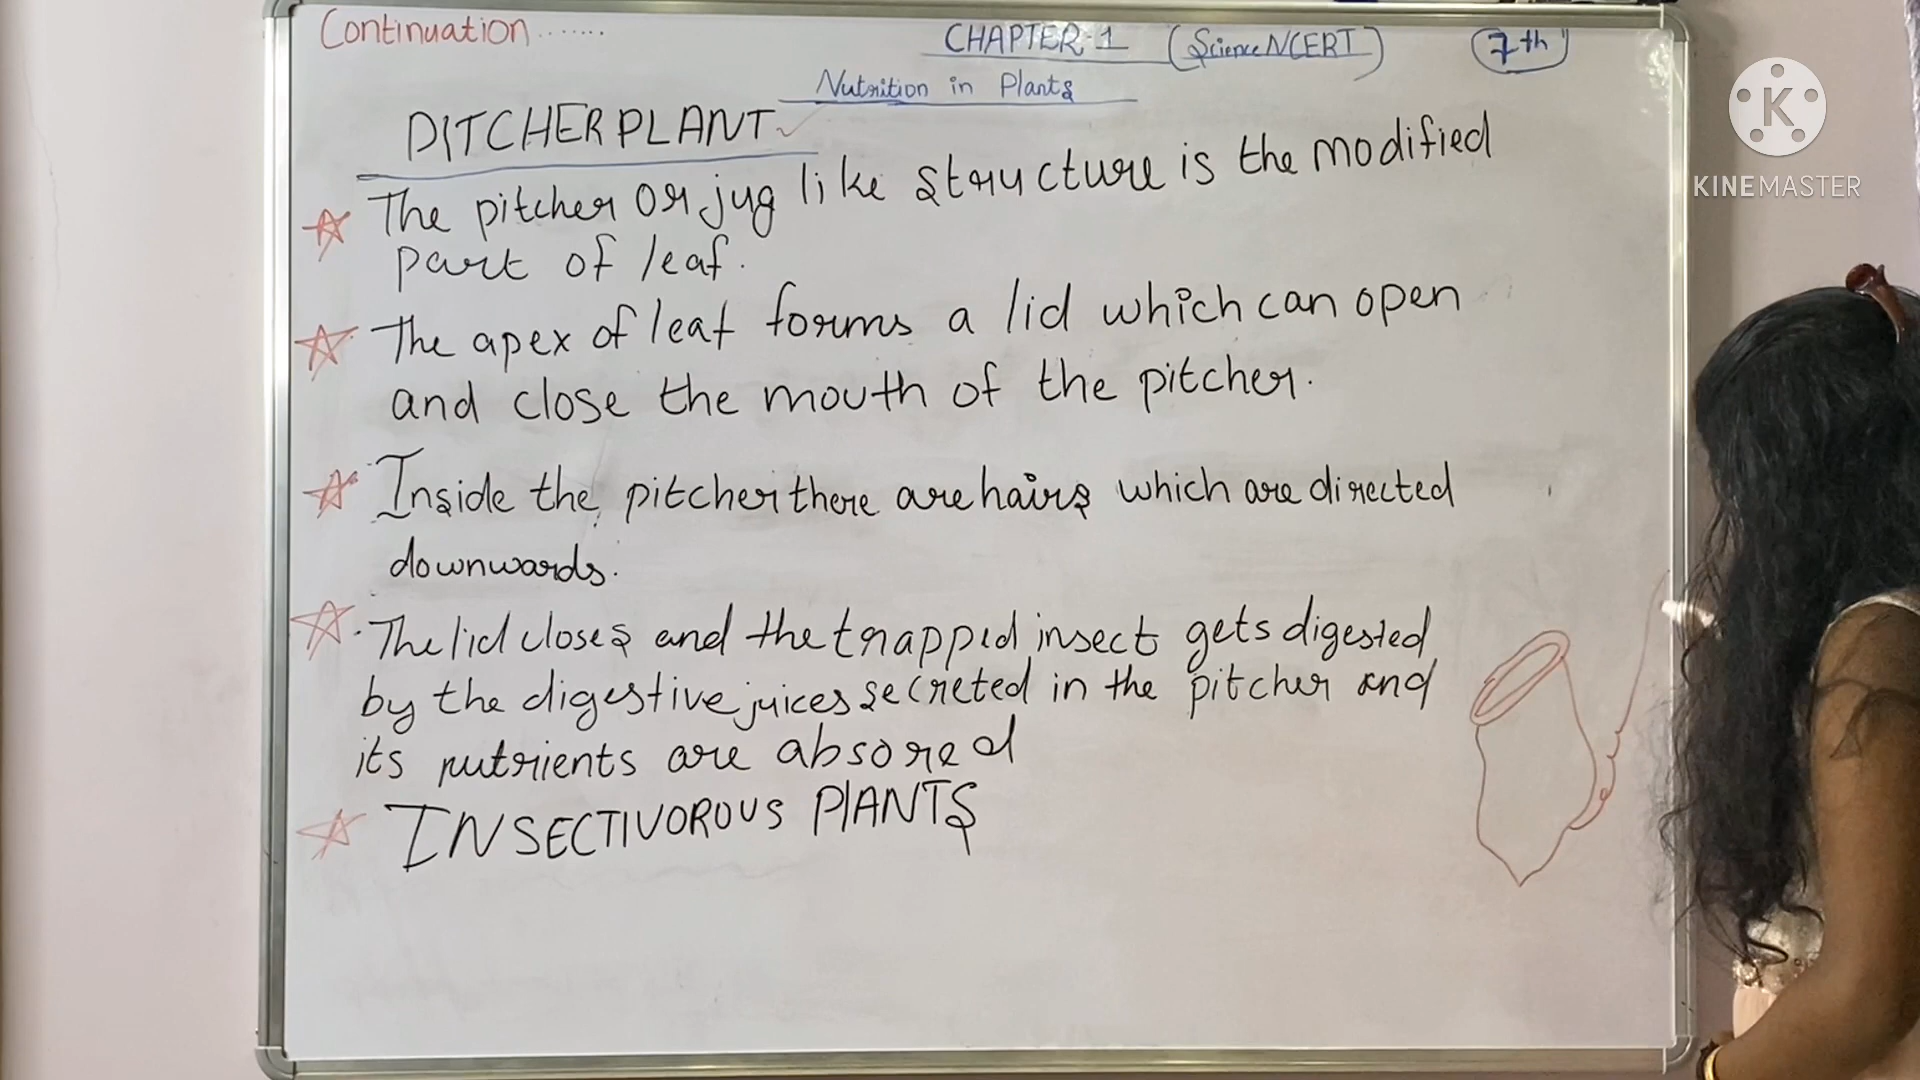 Continuation.......
CHAPTER-1 (Science NCERT) 7th
Nutrition in Plants
PITCHER PLANT
The pitcher or jug like structure is the modified
part of leaf.
The apex of leaf forms a lid which can open
and close the mouth of the pitcher.
Inside the pitcher there are hairs which are directed
downwards.
The lid closes and the trapped insect gets digested
by the digestive juices secreted in the pitcher and
its nutrients are absored
INSECTIVOROUS PLANTS
K
KINEMASTER